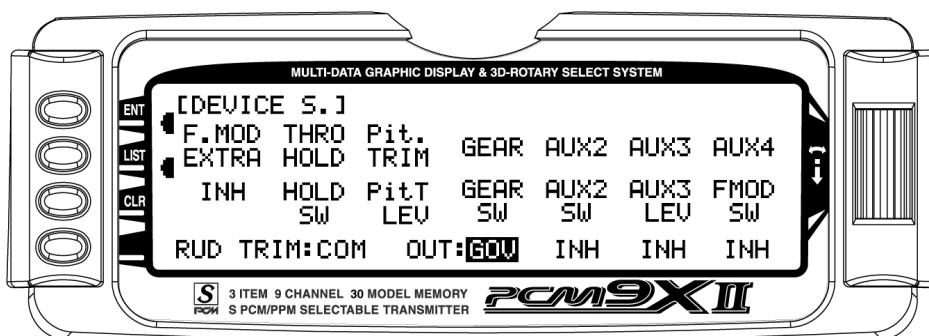 MULTI-DATA GRAPHIC DISPLAY & 3D-ROTARY SELECT SYSTEM
ENT
LIST
CLR
[DEVICE S.]
F.MOD THRO Pit. GEAR AUX2 AUX3 AUX4
EXTRA HOLD TRIM
INH HOLD PitT GEAR AUX2 AUX3 FMOD
SW LEV SW SW LEV SW
RUD TRIM:COM OUT:GOV INH INH INH
S PCM 3 ITEM 9 CHANNEL 30 MODEL MEMORY
S PCM/PPM SELECTABLE TRANSMITTER
PCM9X II